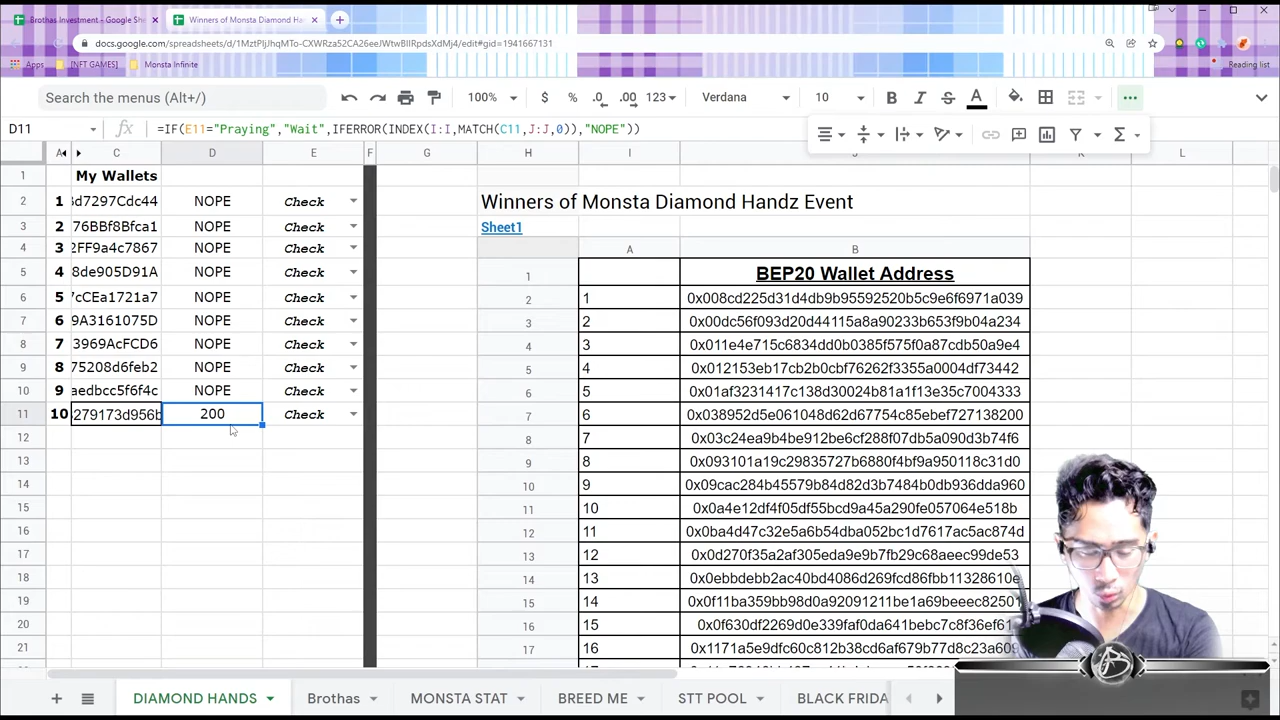 Brothas Investment - Google She × Winners of Monsta Diamond Han × +
docs.google.com/spreadsheets/d/1MztPIjJhqMTo-CXWRza52CA26eeJWtwBIlRpdsXdMj4/edit#gid=1941667131
Apps [NFT GAMES] Monsta Infinite Reading list
Search the menus (Alt+/) 100% $ % .0 .00 123 Verdana 10 B I S A
D11 fx =IF(E11="Praying","Wait",IFERROR(INDEX(I:I,MATCH(C11,J:J,0)),"NOPE"))
A C D E F G H I J K L
1 My Wallets
2 1 8d7297Cdc44 NOPE Check Winners of Monsta Diamond Handz Event
3 2 76BBf8Bfca1 NOPE Check Sheet1
4 3 2FF9a4c7867 NOPE Check A B
5 4 8de905D91A NOPE Check 1 BEP20 Wallet Address
6 5 7cCEa1721a7 NOPE Check 2 1 0x008cd225d31d4db9b95592520b5c9e6f6971a039
7 6 9A3161075D NOPE Check 3 2 0x00dc56f093d20d44115a8a90233b653f9b04a234
8 7 3969AcFCD6 NOPE Check 4 3 0x011e4e715c6834dd0b0385f575f0a87cdb50a9e4
9 8 75208d6feb2 NOPE Check 5 4 0x012153eb17cb2b0cbf76262f3355a0004df73442
10 9 aedbcc5f6f4c NOPE Check 6 5 0x01af3231417c138d30024b81a1f13e35c7004333
11 10 279173d956b 200 Check 7 6 0x038952d5e061048d62d67754c85ebef727138200
12 8 7 0x03c24ea9b4be912be6cf288f07db5a090d3b74f6
13 9 8 0x093101a19c29835727b6880f4bf9a950118c31d0
14 10 9 0x09cac284b45579b84d82d3b7484b0db936dda960
15 11 10 0x0a4e12df4f05df55bcd9a45a290fe057064e518b
16 12 11 0x0ba4d47c32e5a6b54dba052bc1d7617ac5ac874d
17 13 12 0x0d270f35a2af305eda9e9b7fb29c68aeec99de53
18 14 13 0x0ebbdebb2ac40bd4086d269fcd86fbb11328610e
19 15 14 0x0f11ba359bb98d0a92091211be1a69beeec82501
20 16 15 0x0f630df2269d0e339faf0da641bebc7c8f36ef61
21 17 16 0x1171a5e9dfc60c812b38cd6af679b77d8c23a609
DIAMOND HANDS Brothas MONSTA STAT BREED ME STT POOL BLACK FRIDA